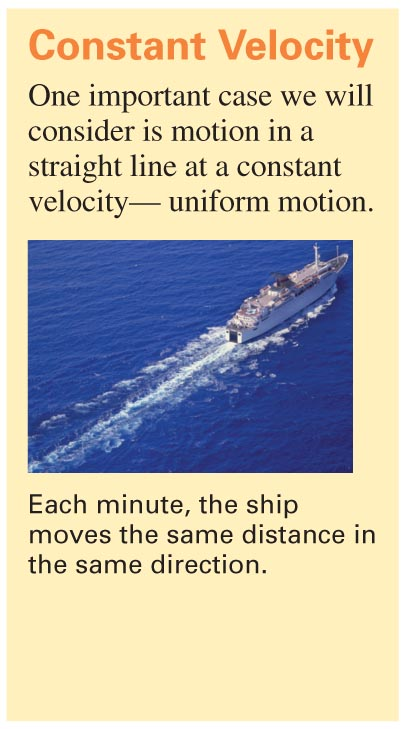 Constant Velocity
One important case we will
consider is motion in a
straight line at a constant
velocity— uniform motion.
Each minute, the ship
moves the same distance in
the same direction.